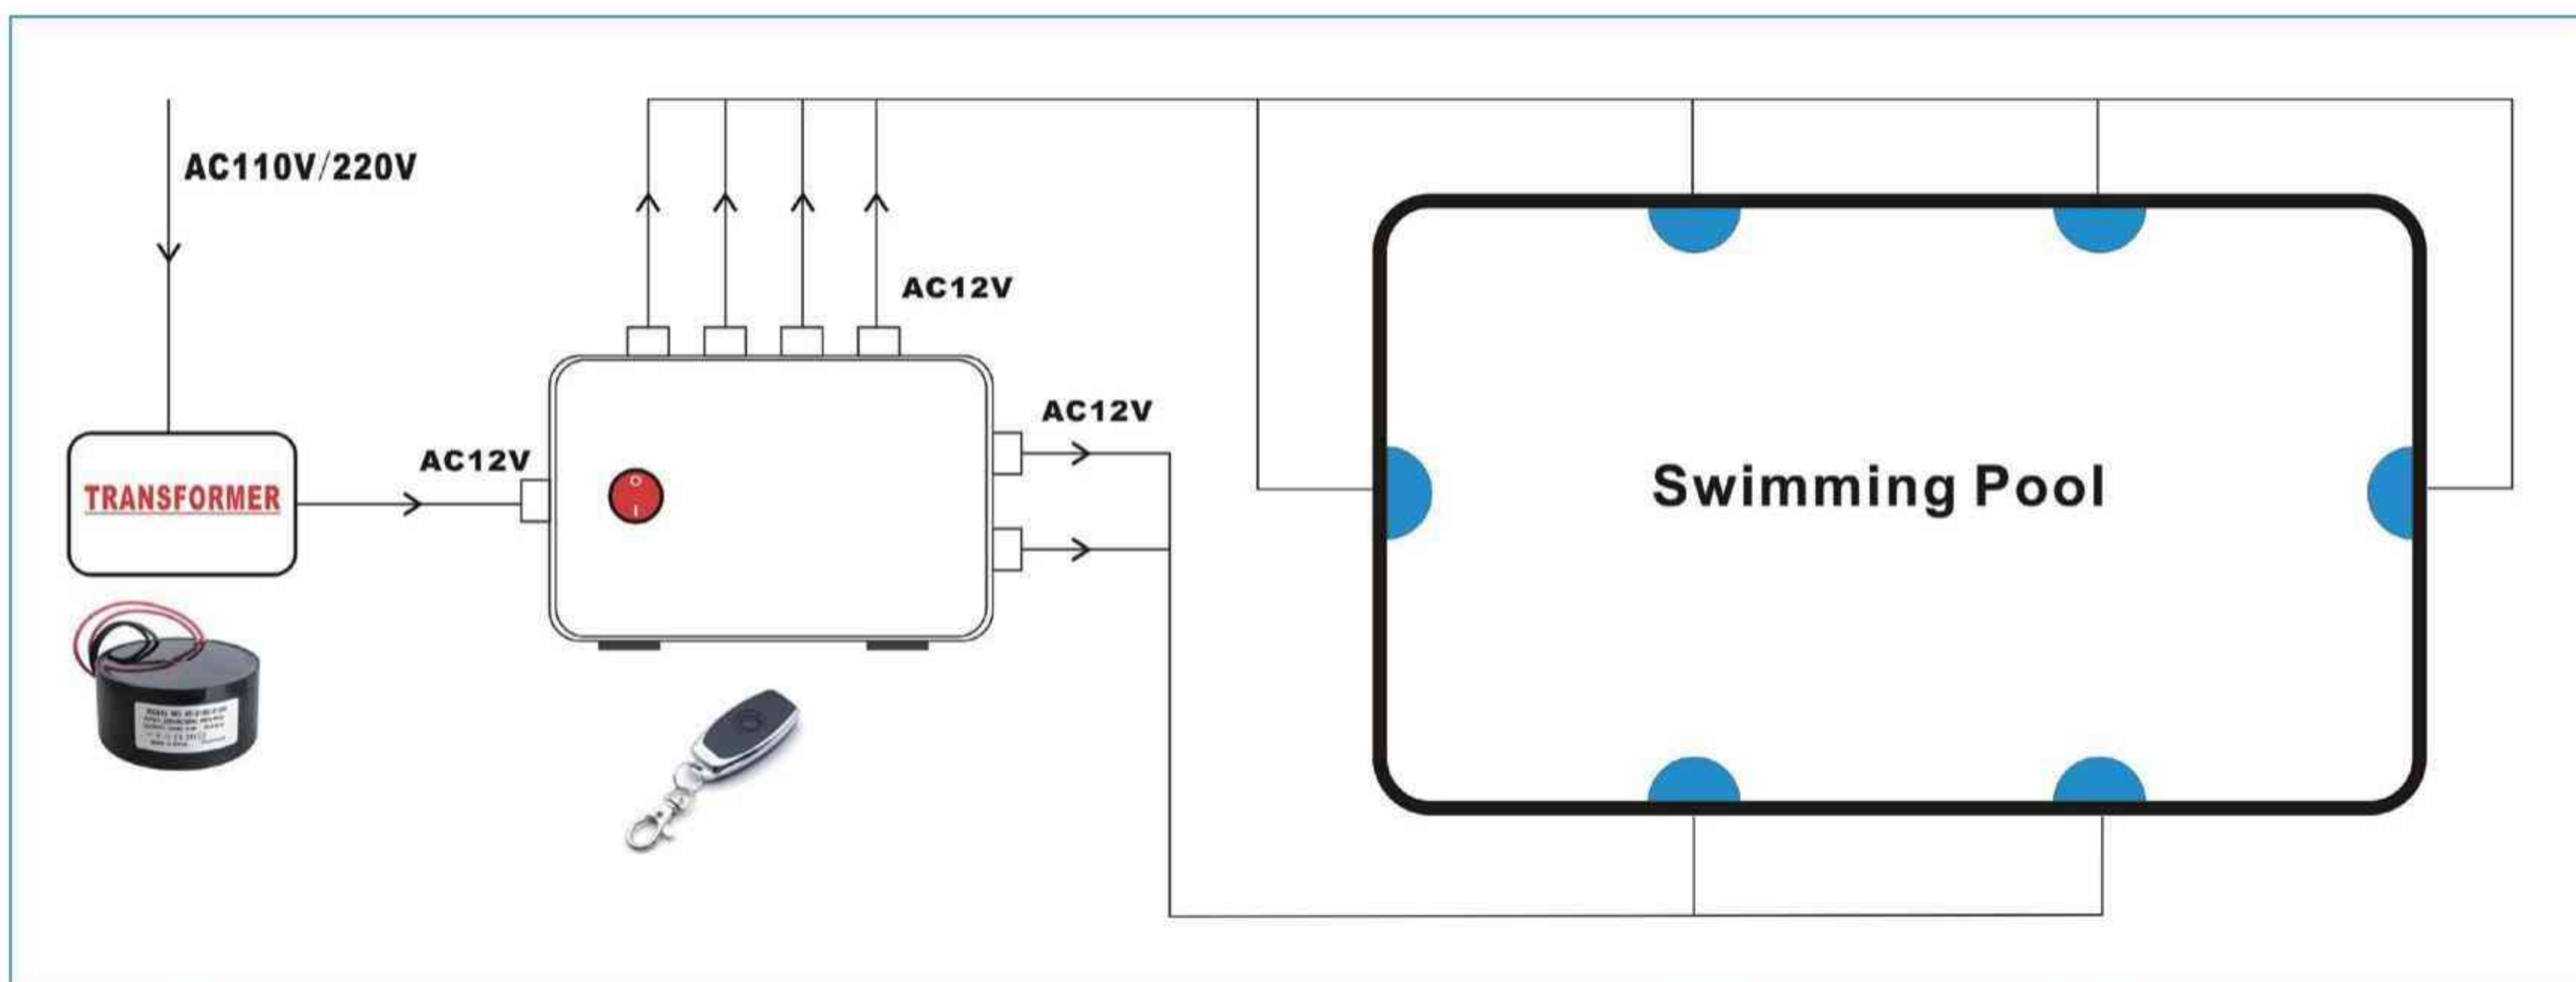 AC110V/220V
AC12V
AC12V
AC12V
TRANSFORMER
O
I
Swimming Pool